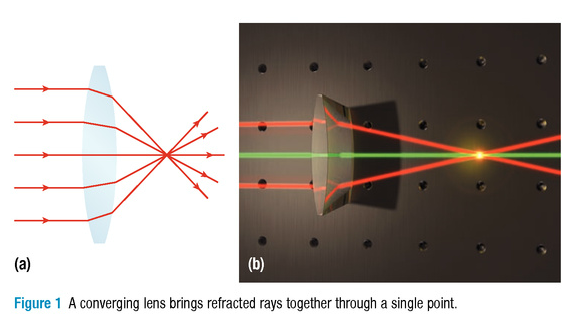 (a)
(b)
Figure 1 A converging lens brings refracted rays together through a single point.